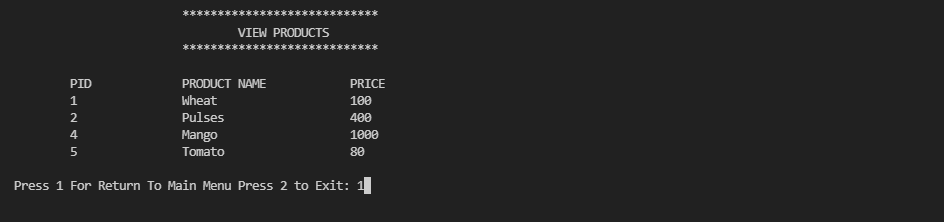 ****************************
VIEW PRODUCTS
****************************
PID PRODUCT NAME PRICE
1 Wheat 100
2 Pulses 400
4 Mango 1000
5 Tomato 80
Press 1 For Return To Main Menu Press 2 to Exit: 1